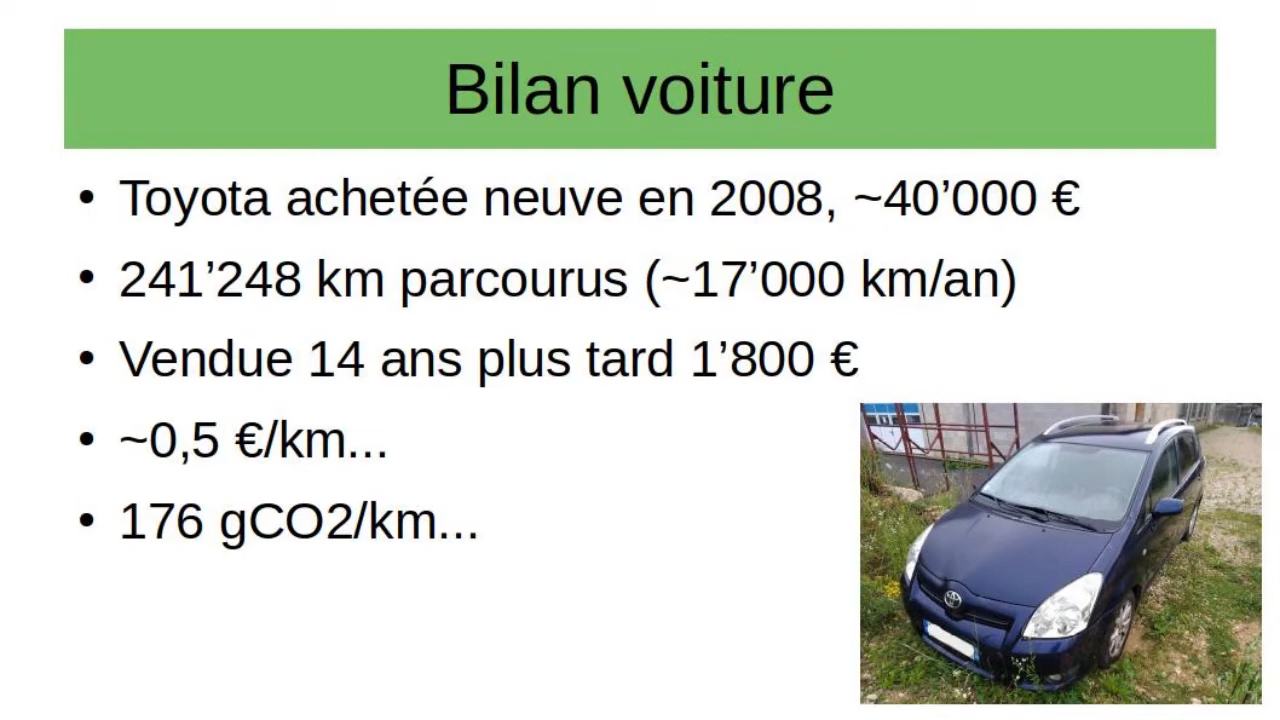 Bilan voiture
• Toyota achetée neuve en 2008, ~40’000 €
• 241’248 km parcourus (~17’000 km/an)
• Vendue 14 ans plus tard 1’800 €
• ~0,5 €/km...
• 176 gCO2/km...